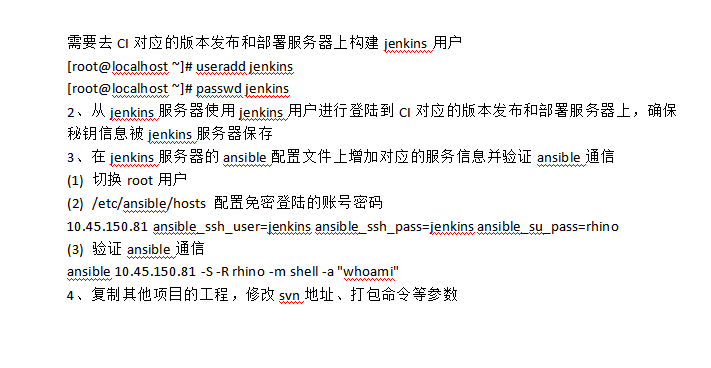 需要去 CI 对应的版本发布和部署服务器上构建 jenkins 用户
[root@localhost ~]# useradd jenkins
[root@localhost ~]# passwd jenkins
2、从 jenkins 服务器使用 jenkins 用户进行登陆到 CI 对应的版本发布和部署服务器上，确保
秘钥信息被 jenkins 服务器保存
3、在 jenkins 服务器的 ansible 配置文件上增加对应的服务信息并验证 ansible 通信
(1) 切换 root 用户
(2) /etc/ansible/hosts 配置免密登陆的账号密码
10.45.150.81 ansible_ssh_user=jenkins ansible_ssh_pass=jenkins ansible_su_pass=rhino
(3) 验证 ansible 通信
ansible 10.45.150.81 -S -R rhino -m shell -a "whoami"
4、复制其他项目的工程，修改 svn 地址、打包命令等参数